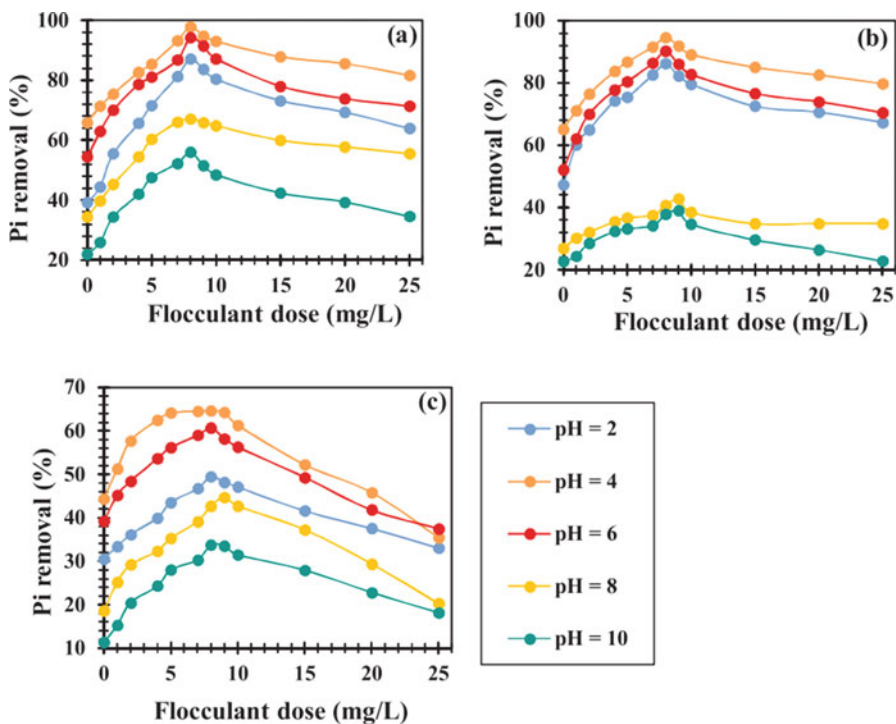 (a)
Pi removal (%)
100
80
60
40
20
0 5 10 15 20 25
Flocculant dose (mg/L)
(b)
Pi removal (%)
100
80
60
40
20
0 5 10 15 20 25
Flocculant dose (mg/L)
(c)
Pi removal (%)
70
60
50
40
30
20
10
0 5 10 15 20 25
Flocculant dose (mg/L)
pH = 2
pH = 4
pH = 6
pH = 8
pH = 10